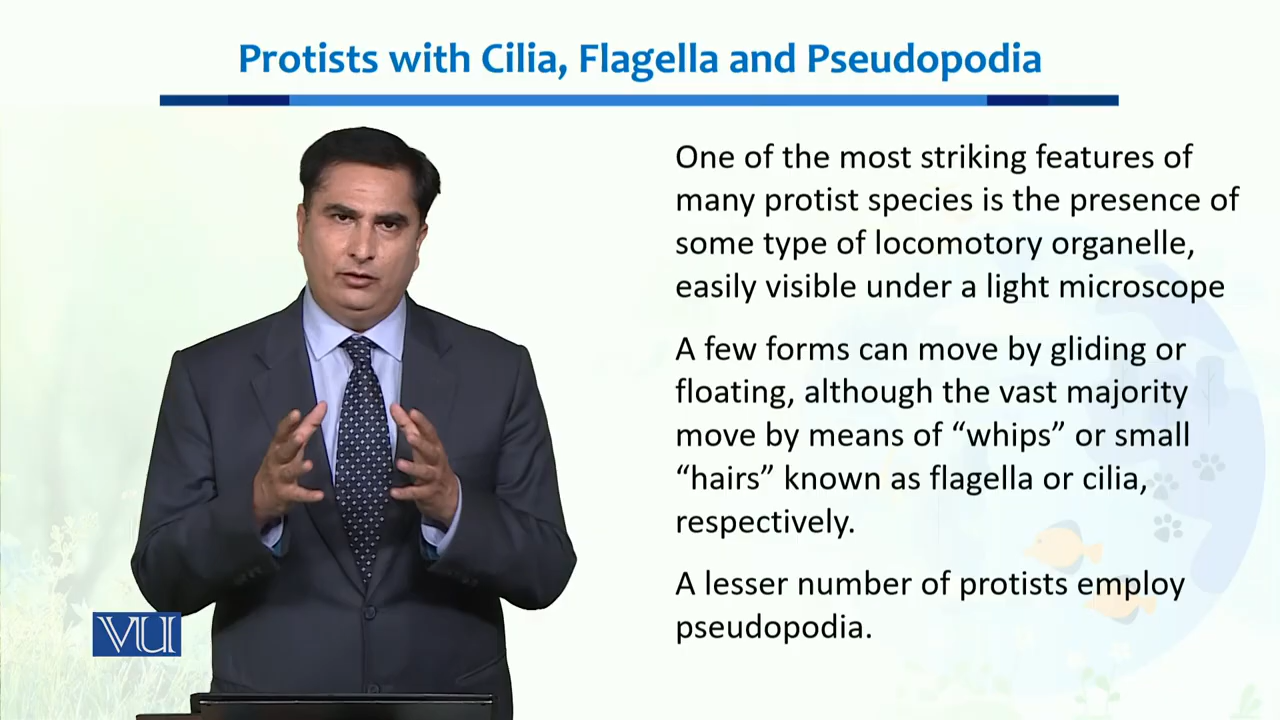 Protists with Cilia, Flagella and Pseudopodia
One of the most striking features of
many protist species is the presence of
some type of locomotory organelle,
easily visible under a light microscope
A few forms can move by gliding or
floating, although the vast majority
move by means of “whips” or small
“hairs” known as flagella or cilia,
respectively.
A lesser number of protists employ
pseudopodia.
VU